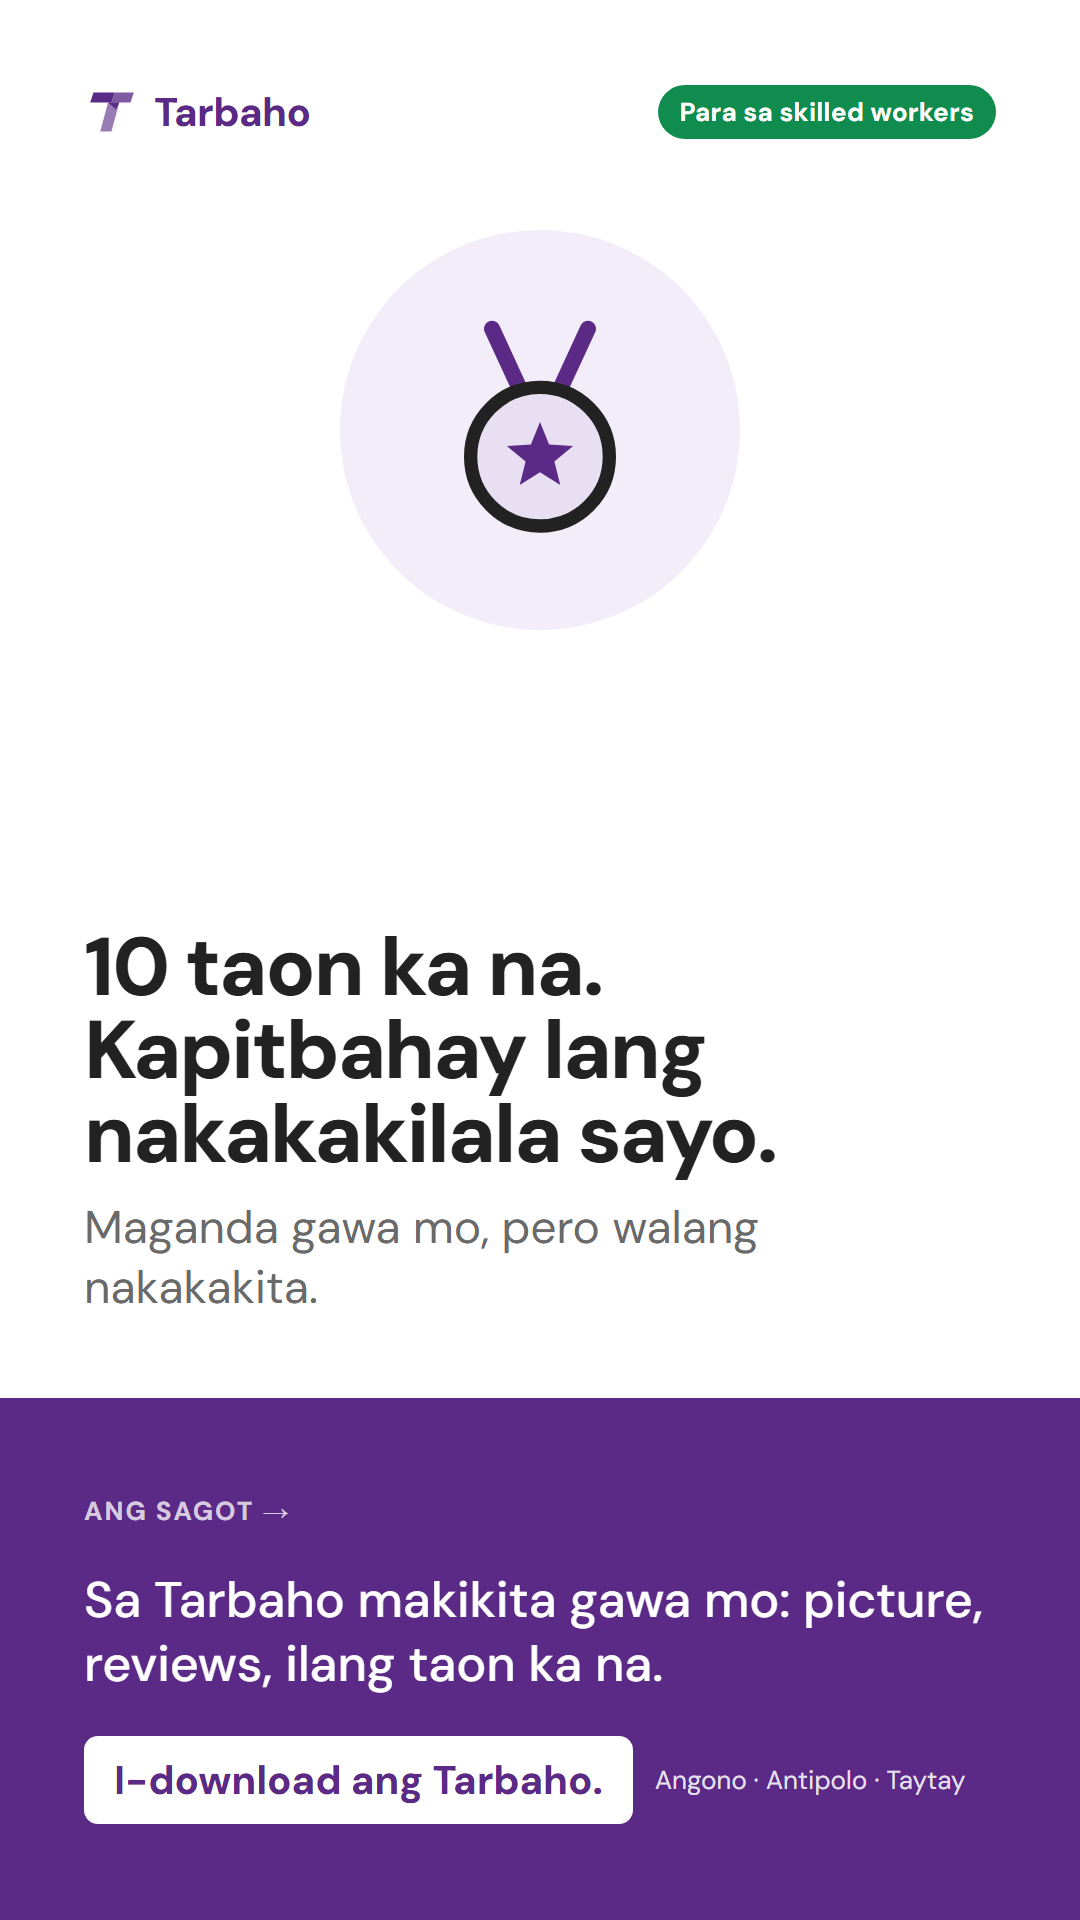 Tarbaho
Para sa skilled workers
10 taon ka na.
Kapitbahay lang
nakakakilala sayo.
Maganda gawa mo, pero walang
nakakakita.
ANG SAGOT →
Sa Tarbaho makikita gawa mo: picture,
reviews, ilang taon ka na.
I-download ang Tarbaho.
Angono · Antipolo · Taytay